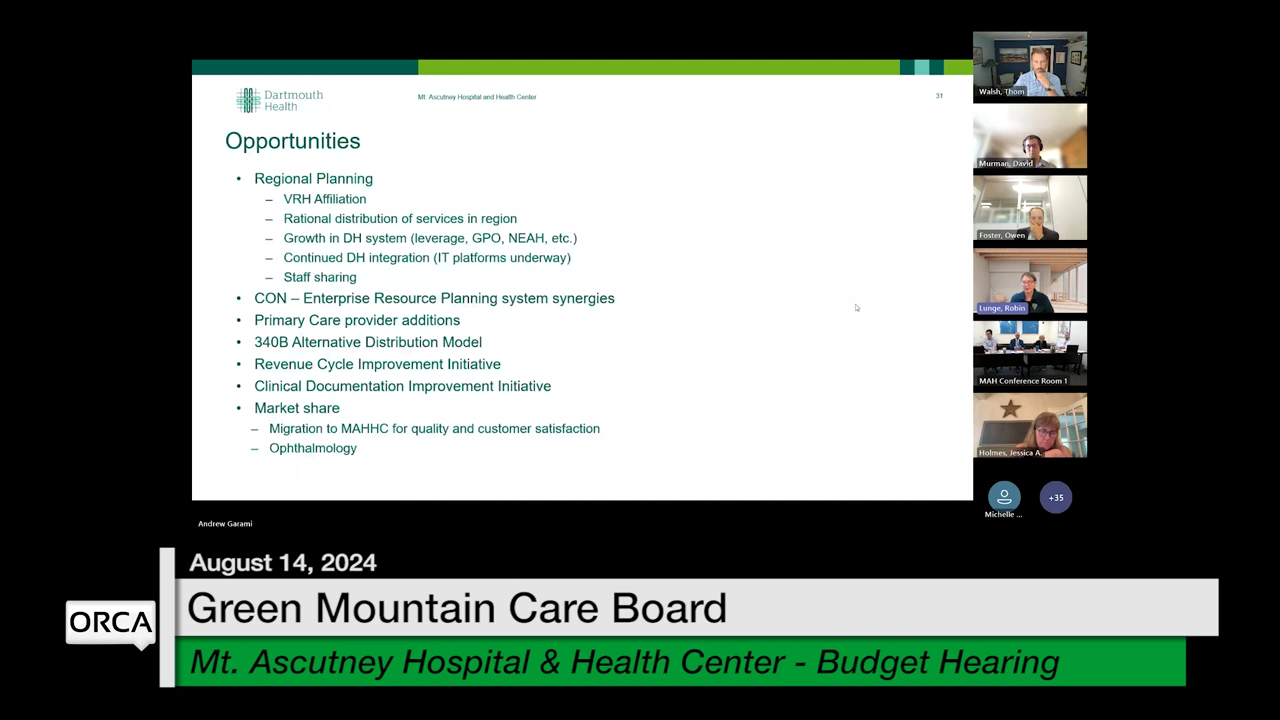 Dartmouth
Health
Mt. Ascutney Hospital and Health Center
31
Opportunities
• Regional Planning
– VRH Affiliation
– Rational distribution of services in region
– Growth in DH system (leverage, GPO, NEAH, etc.)
– Continued DH integration (IT platforms underway)
– Staff sharing
• CON – Enterprise Resource Planning system synergies
• Primary Care provider additions
• 340B Alternative Distribution Model
• Revenue Cycle Improvement Initiative
• Clinical Documentation Improvement Initiative
• Market share
– Migration to MAHHC for quality and customer satisfaction
– Ophthalmology
Walsh, Thom
Murman, David
Foster, Owen
Lunge, Robin
MAH Conference Room 1
Holmes, Jessica A.
Michelle ...
+35
Andrew Garami
August 14, 2024
ORCA
Green Mountain Care Board
Mt. Ascutney Hospital & Health Center - Budget Hearing